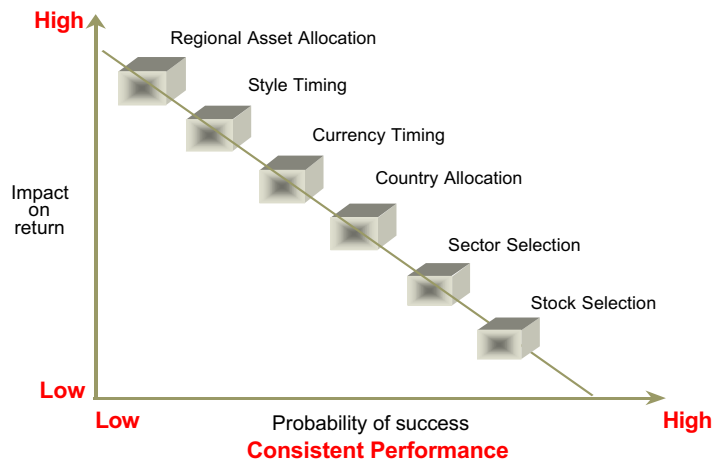 High
Regional Asset Allocation
Style Timing
Currency Timing
Country Allocation
Impact
on
return
Sector Selection
Stock Selection
Low
Low
Probability of success
High
Consistent Performance